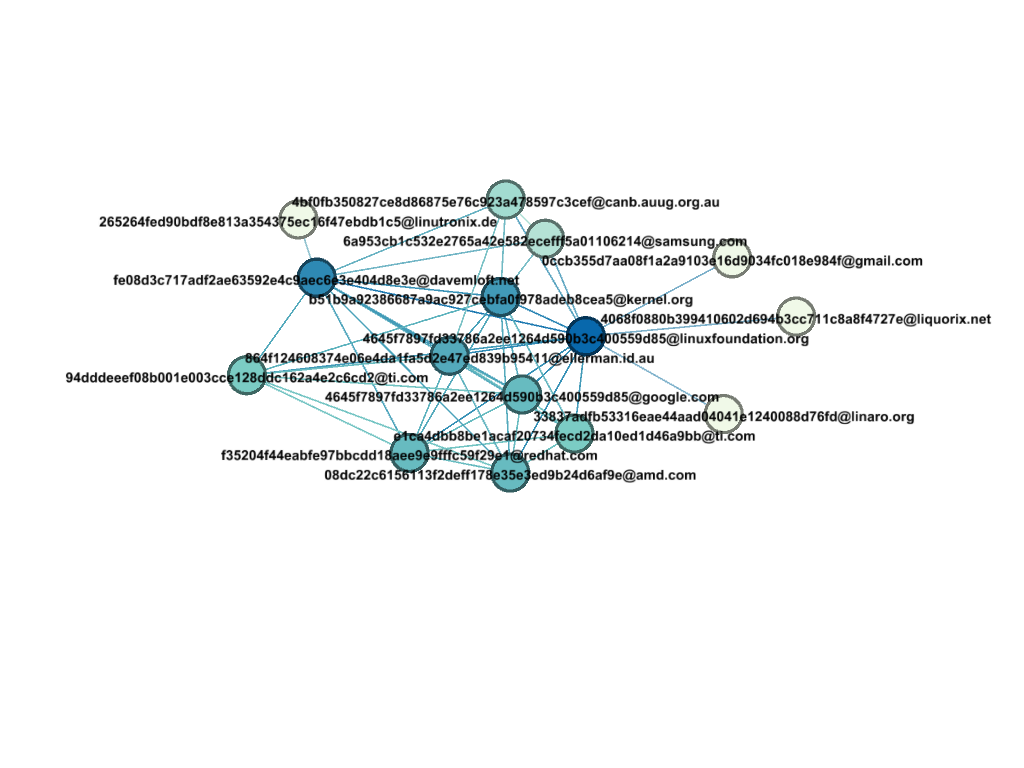 4bf0fb350827ce8d86875e76c923a478597c3cef@canb.auug.org.au
265264fed90bdf8e813a354375ec16f47ebdb1c5@linutronix.de
6a953cb1c532e2765a42e582ecefff5a01106214@samsung.com
0ccb355d7aa08f1a2a9103e16d9034fc018e984f@gmail.com
fe08d3c717adf2ae63592e4c9aec6e3e404d8e3e@davemloft.net
b51b9a92386687a9ac927cebfa0f978adeb8cea5@kernel.org
4068f0880b399410602d694b3cc711c8a8f4727e@liquorix.net
4645f7897fd33786a2ee1264d590b3c400559d85@linuxfoundation.org
864f124608374e06e4da1fa5d2e47ed839b95411@ellerman.id.au
94dddeeef08b001e003cce128ddc162a4e2c6cd2@ti.com
4645f7897fd33786a2ee1264d590b3c400559d85@google.com
33837adfb53316eae44aad04041e1240088d76fd@linaro.org
e1ca4dbb8be1acaf20734fecd2da10ed1d46a9bb@ti.com
f35204f44eabfe97bbcdd18aee9e9fffc59f29e1@redhat.com
08dc22c6156113f2deff178e35e3ed9b24d6af9e@amd.com